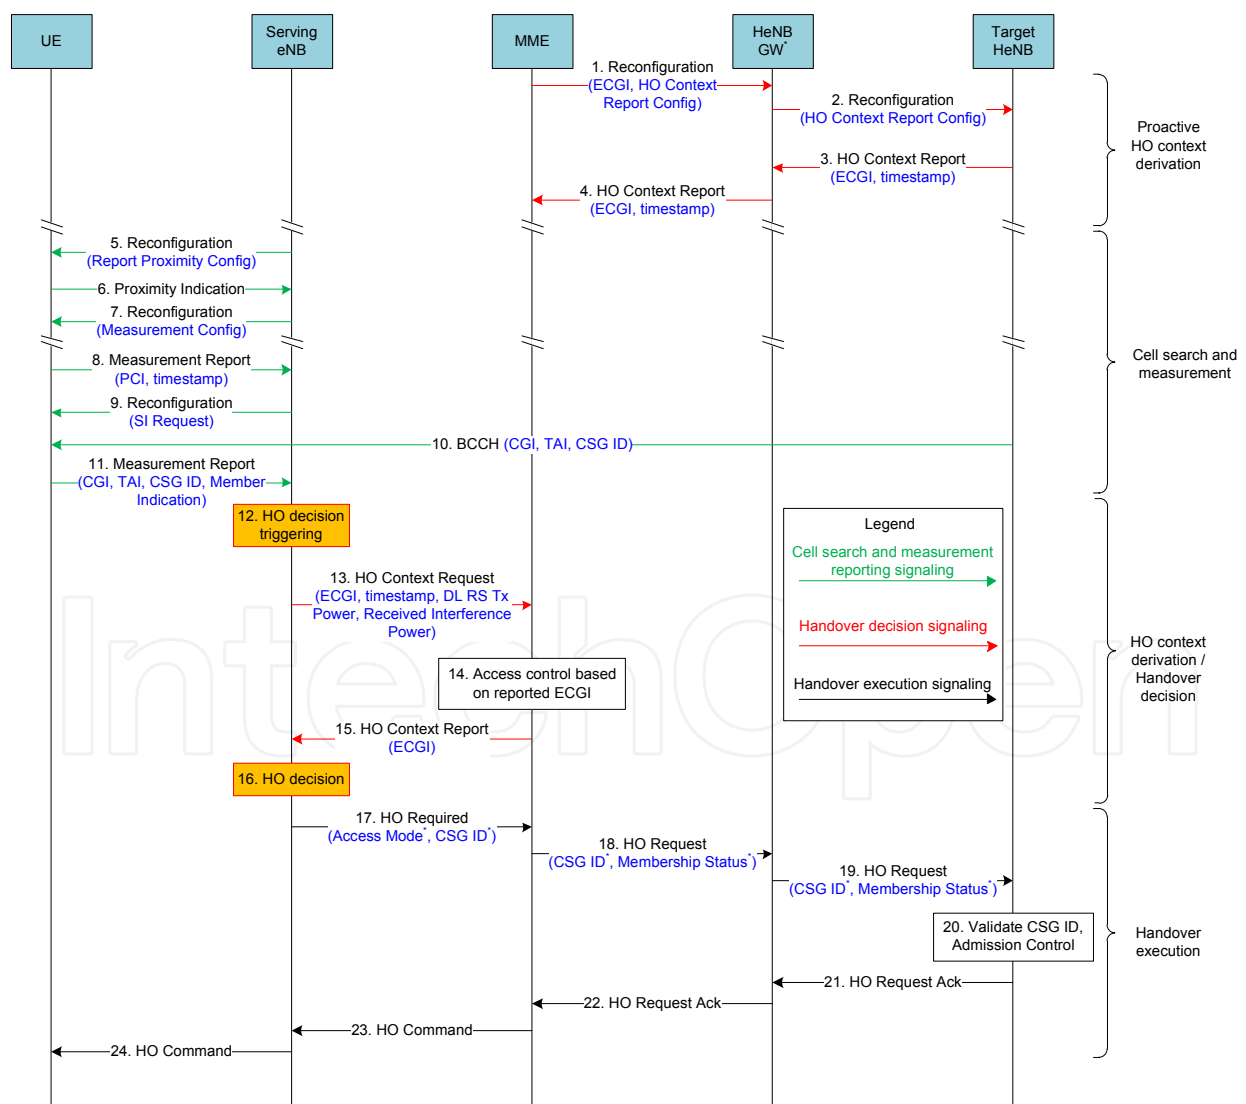 UE
Serving
eNB
MME
HeNB
GW*
Target
HeNB
1. Reconfiguration
(ECGI, HO Context
Report Config)
2. Reconfiguration
(HO Context Report Config)
3. HO Context Report
(ECGI, timestamp)
4. HO Context Report
(ECGI, timestamp)
Proactive
HO context
derivation
5. Reconfiguration
(Report Proximity Config)
6. Proximity Indication
7. Reconfiguration
(Measurement Config)
8. Measurement Report
(PCI, timestamp)
9. Reconfiguration
(SI Request)
10. BCCH (CGI, TAI, CSG ID)
11. Measurement Report
(CGI, TAI, CSG ID, Member
Indication)
Cell search and
measurement
12. HO decision
triggering
13. HO Context Request
(ECGI, timestamp, DL RS Tx
Power, Received Interference
Power)
14. Access control based
on reported ECGI
15. HO Context Report
(ECGI)
16. HO decision
Legend
Cell search and measurement
reporting signaling
Handover decision signaling
Handover execution signaling
HO context
derivation /
Handover
decision
17. HO Required
(Access Mode*, CSG ID*)
18. HO Request
(CSG ID*, Membership Status*)
19. HO Request
(CSG ID*, Membership Status*)
20. Validate CSG ID,
Admission Control
21. HO Request Ack
22. HO Request Ack
23. HO Command
24. HO Command
Handover
execution
IntechOpen